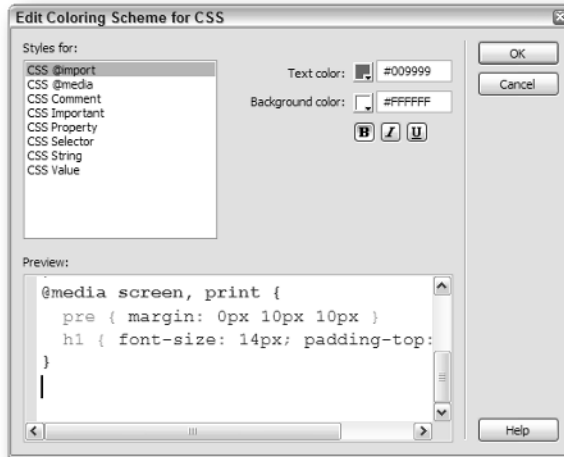 Edit Coloring Scheme for CSS
Styles for:
CSS @import
CSS @media
CSS Comment
CSS Important
CSS Property
CSS Selector
CSS String
CSS Value
Text color: #009999
Background color: #FFFFFF
B I U
OK
Cancel
Preview:
@media screen, print {
pre { margin: 0px 10px 10px }
h1 { font-size: 14px; padding-top:
}
Help